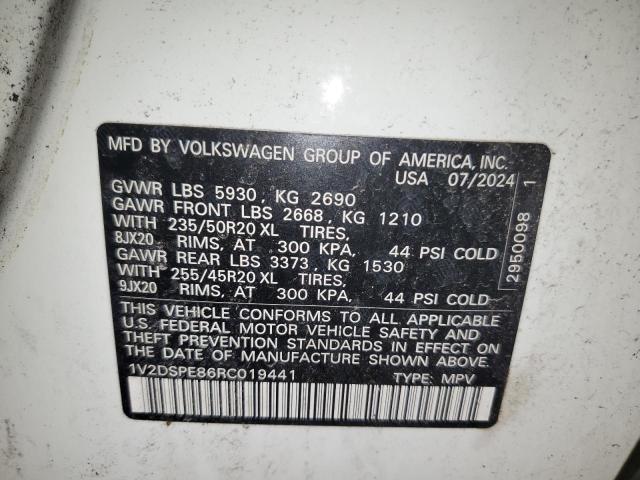 MFD BY VOLKSWAGEN GROUP OF AMERICA, INC.
USA 07/2024
GVWR LBS 5930, KG 2690
GAWR FRONT LBS 2668, KG 1210
WITH 235/50R20 XL TIRES,
8JX20 RIMS, AT 300 KPA, 44 PSI COLD
GAWR REAR LBS 3373, KG 1530
WITH 255/45R20 XL TIRES,
9JX20 RIMS, AT 300 KPA, 44 PSI COLD
THIS VEHICLE CONFORMS TO ALL APPLICABLE
U.S. FEDERAL MOTOR VEHICLE SAFETY AND
THEFT PREVENTION STANDARDS IN EFFECT ON
THE DATE OF MANUFACTURE SHOWN ABOVE.
1V2DSPE86RC019441 TYPE: MPV
2950098 1